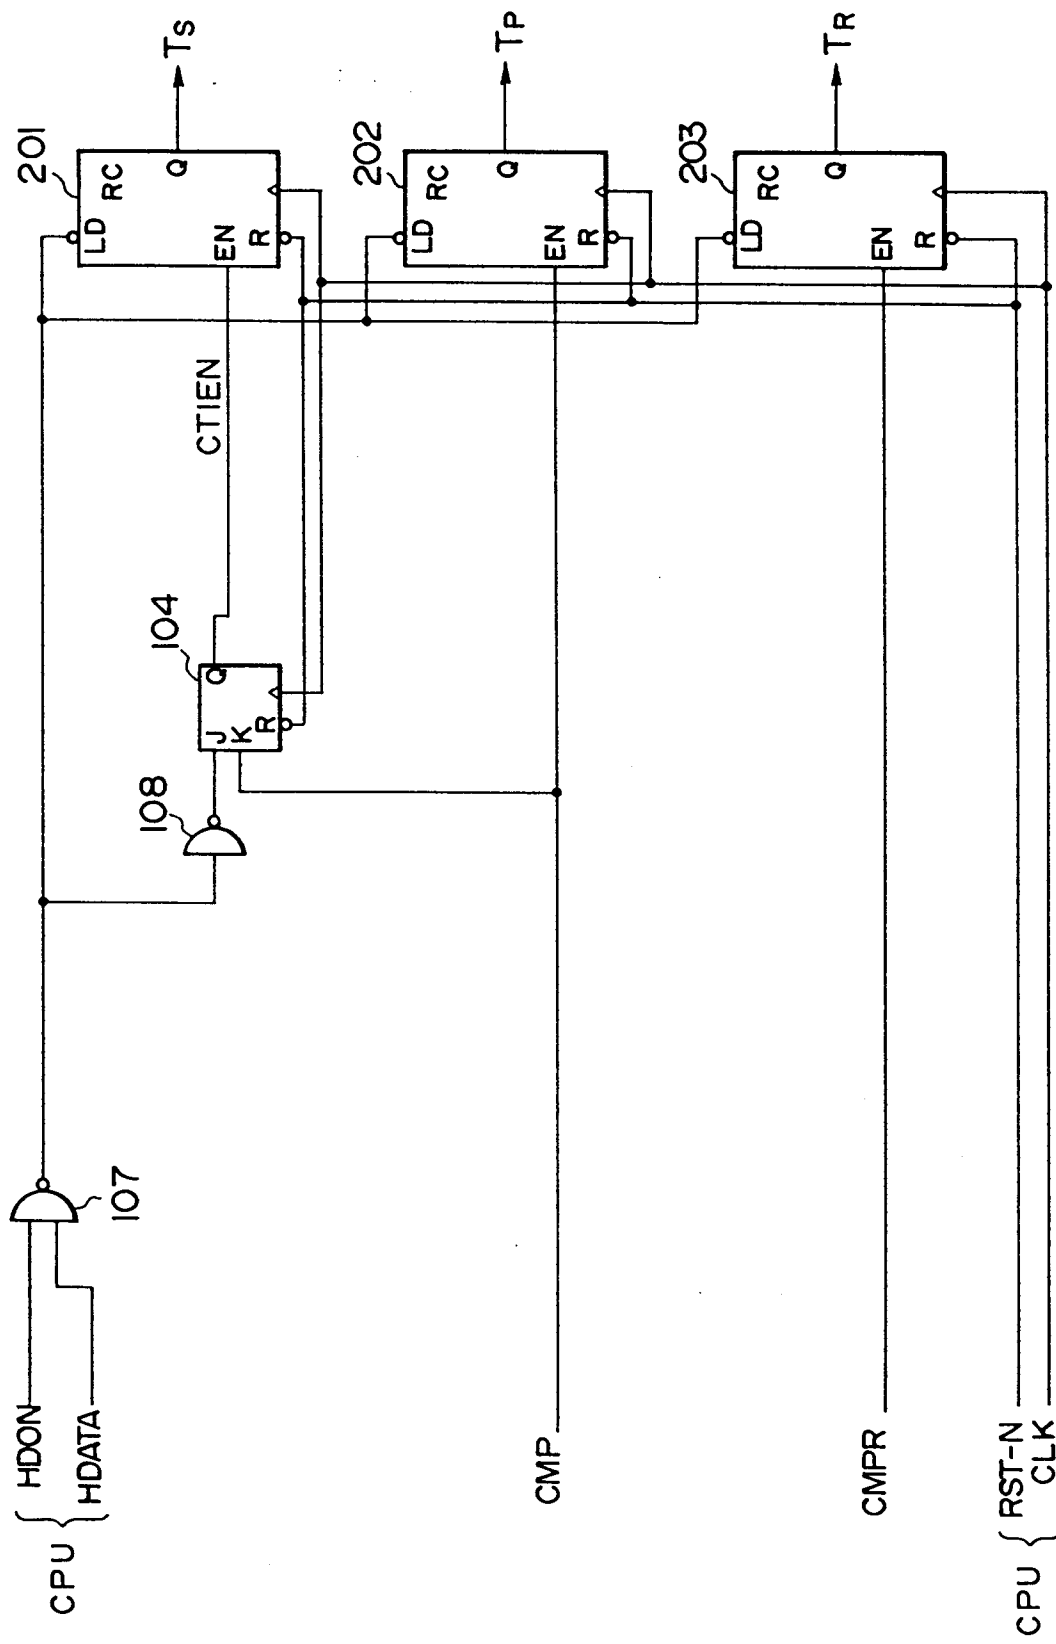 CPU
HDON
HDATA
107
108
104
J
K
R
Q
CT1EN
201
LD
RC
EN
R
Q
TS
CMP
202
LD
RC
EN
R
Q
TP
CMPR
203
LD
RC
EN
R
Q
TR
CPU
RST-N
CLK